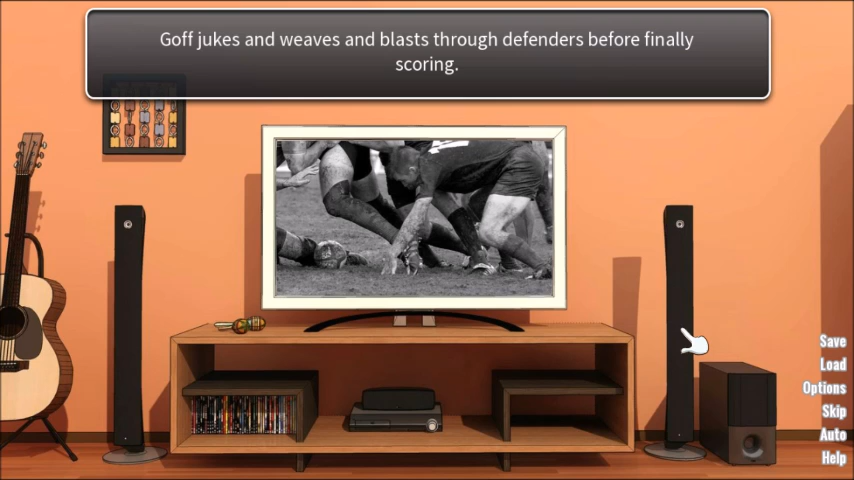 Goff jukes and weaves and blasts through defenders before finally
scoring.
Save
Load
Options
Skip
Auto
Help